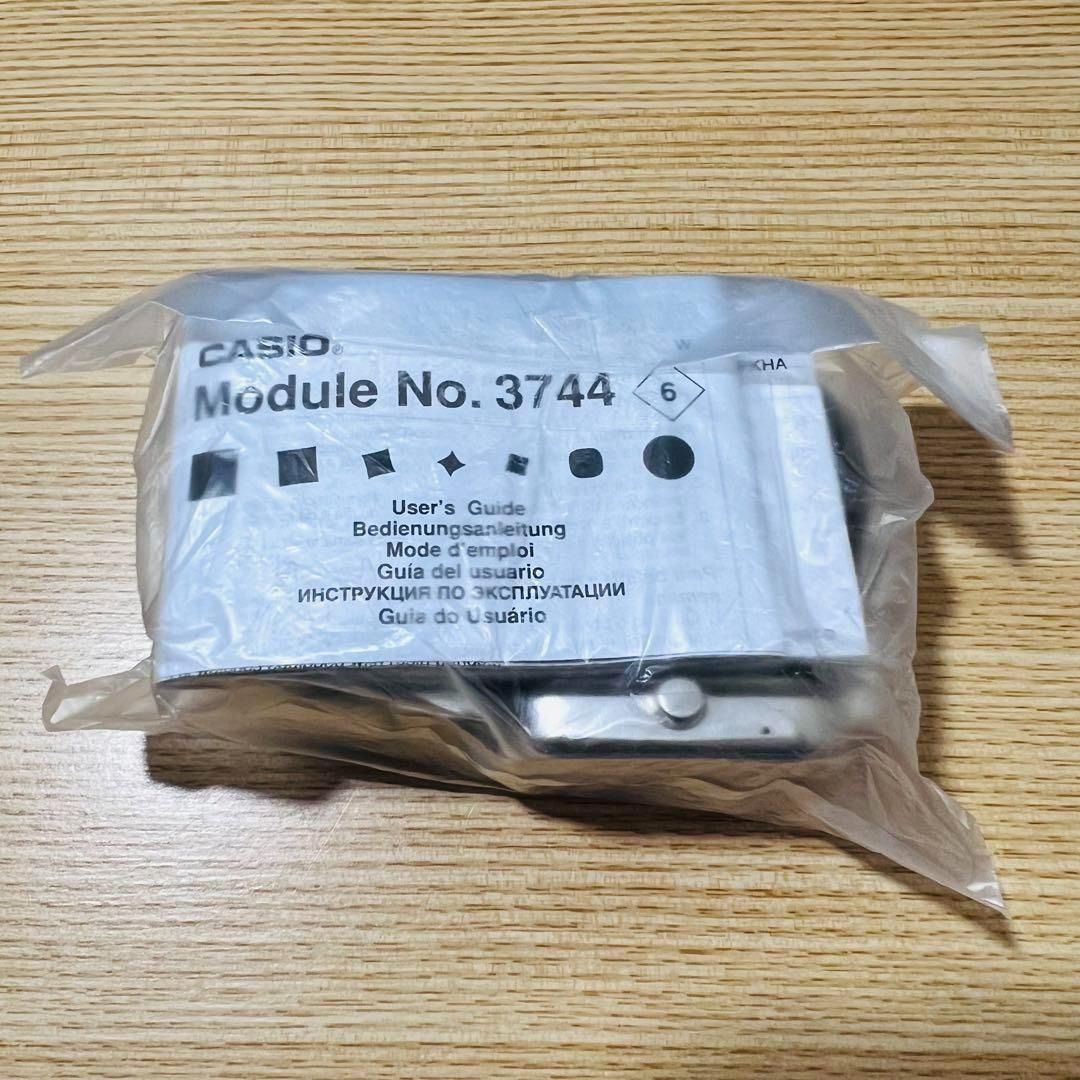 CASIO®
Module No. 3744 6
W
KHA
User's Guide
Bedienungsanleitung
Mode d'emploi
Guía del usuario
ИНСТРУКЦИЯ ПО ЭКСПЛУАТАЦИИ
Guia do Usuário